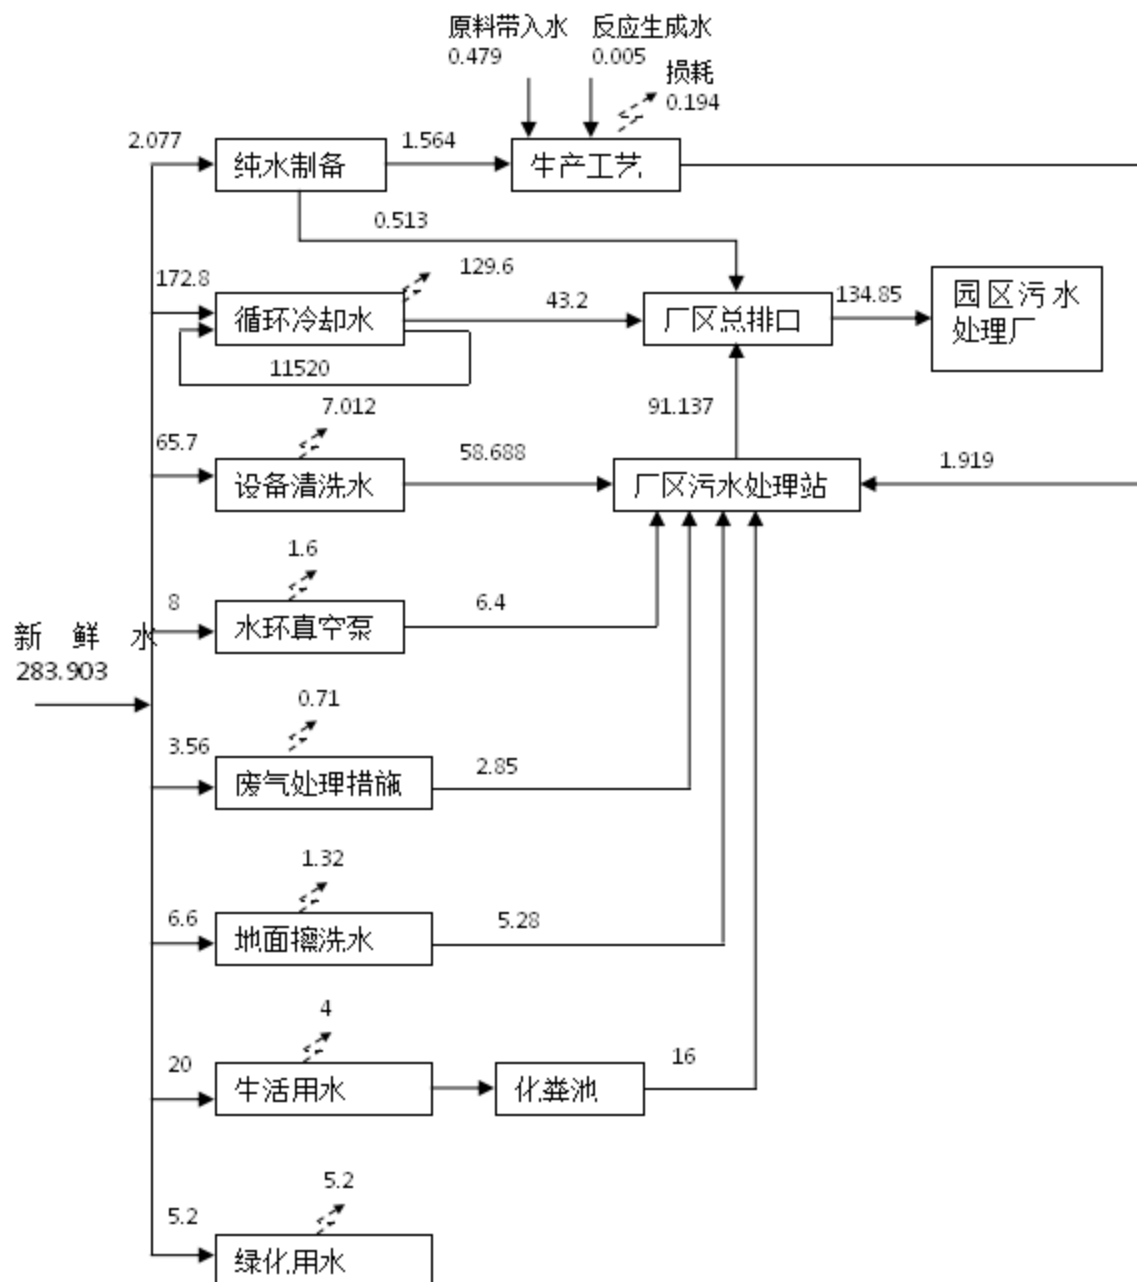 原料带入水 反应生成水
0.479 0.005
损耗
0.194
2.077
纯水制备
1.564
生产工艺
0.513
172.8
129.6
循环冷却水
43.2
厂区总排口
134.85
园区污水
处理厂
11520
7.012
91.137
65.7
设备清洗水
58.688
厂区污水处理站
1.919
1.6
8
水环真空泵
6.4
新鲜水
283.903
0.71
3.56
废气处理措施
2.85
1.32
6.6
地面擦洗水
5.28
4
20
生活用水
化粪池
16
5.2
5.2
绿化用水